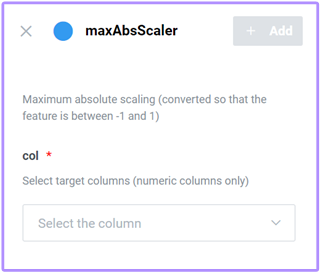 maxAbsScaler
+ Add
Maximum absolute scaling (converted so that the
feature is between -1 and 1)
col *
Select target columns (numeric columns only)
Select the column